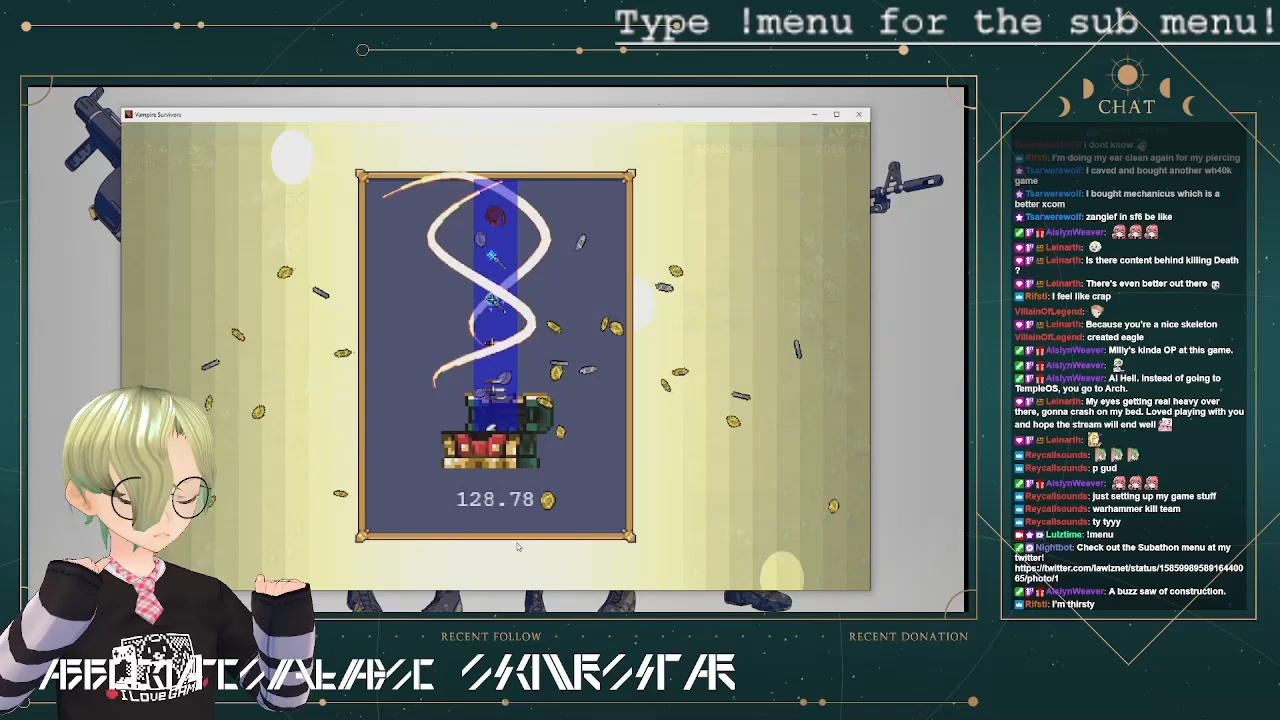 Type !menu for the sub menu!
Vampire Survivors
CHAT
i dont know
Rifsti: I'm doing my ear clean again for my piercing
Tsarwerewolf: I caved and bought another wh40k
game
Tsarwerewolf: I bought mechanicus which is a
better xcom
Tsarwerewolf: zangief in sf6 be like
AislynWeaver:
Leinarth:
Leinarth: Is there content behind killing Death
?
Leinarth: There's even better out there
Rifsti: I feel like crap
VillainOfLegend:
Leinarth: Because you're a nice skeleton
VillainOfLegend: created eagle
AislynWeaver: Milly's kinda OP at this game.
AislynWeaver:
AislynWeaver: AI Hell. Instead of going to
TempleOS, you go to Arch.
Leinarth: My eyes getting real heavy over
there, gonna crash on my bed. Loved playing with you
and hope the stream will end well
Leinarth:
Reycallsounds:
Reycallsounds: p gud
AislynWeaver:
Reycallsounds: just setting up my game stuff
Reycallsounds: warhammer kill team
Reycallsounds: ty tyyy
Lulztime: !menu
Nightbot: Check out the Subathon menu at my
twitter!
https://twitter.com/lawlznet/status/15859989589164400
65/photo/1
AislynWeaver: A buzz saw of construction.
Rifsti: I'm thirsty
128.78
RECENT FOLLOW
RECENT DONATION
I LOVE GAM